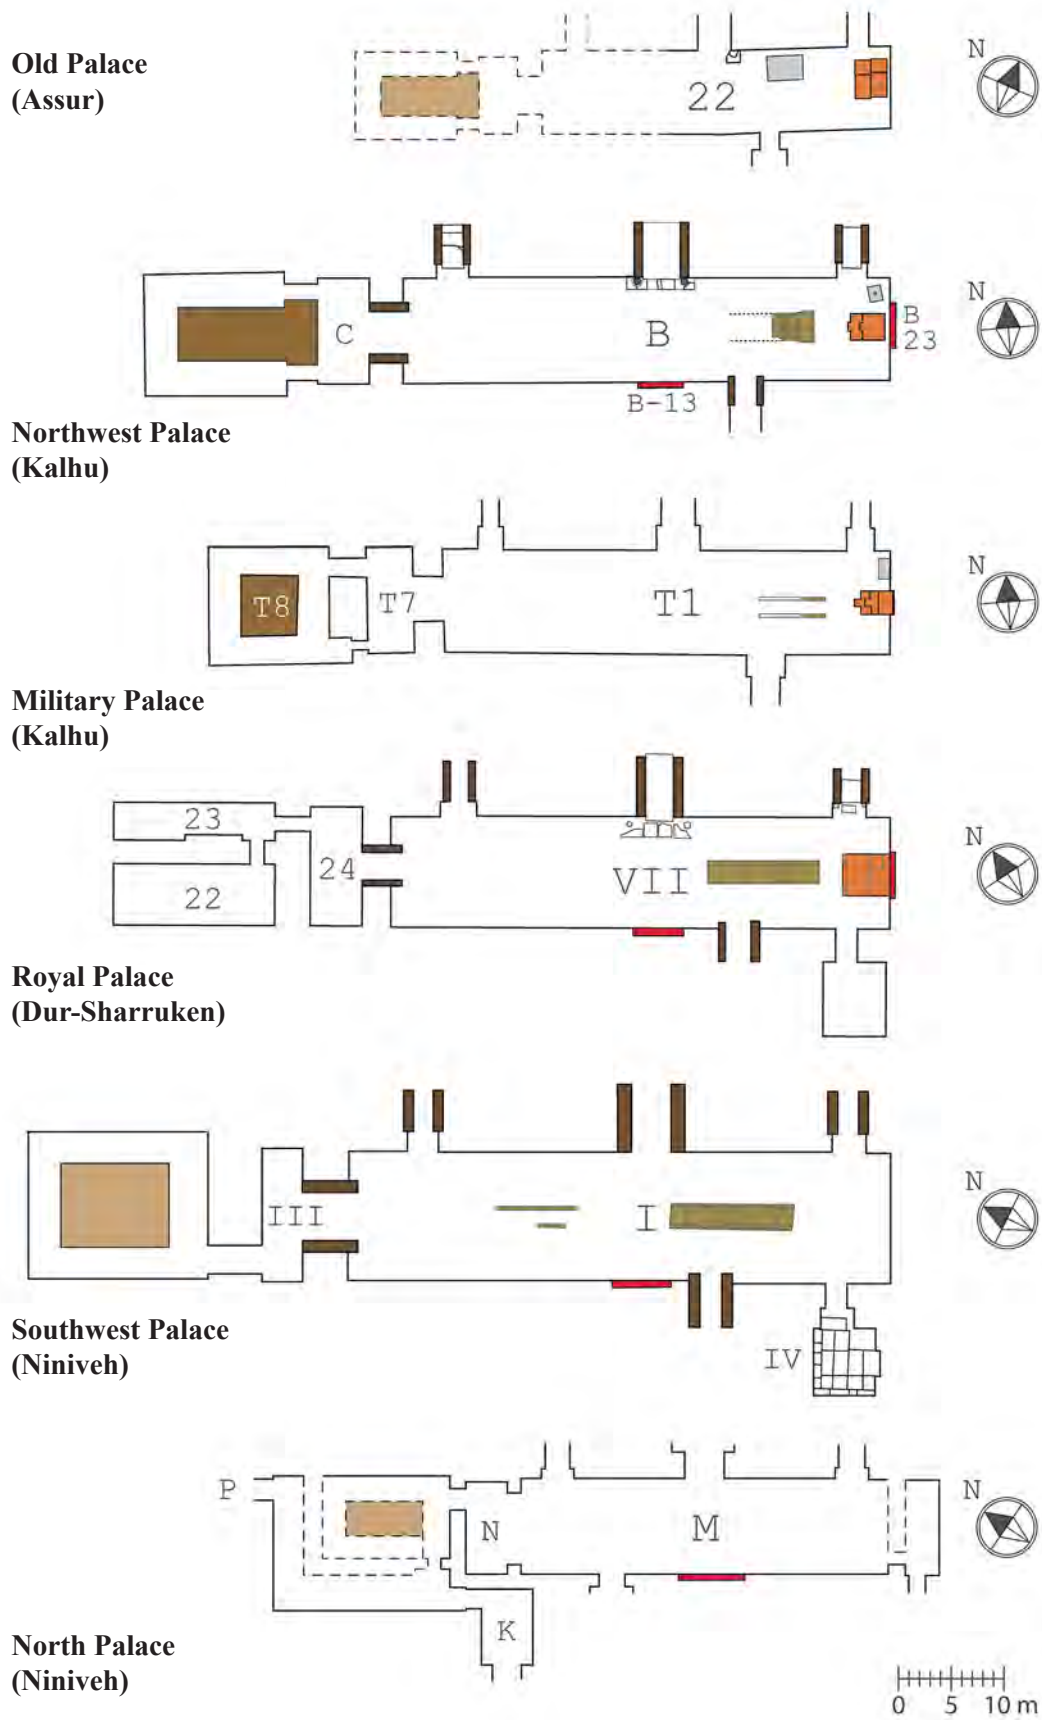 Old Palace
(Assur)
22
N
C
B
B
23
B-13
N
Northwest Palace
(Kalhu)
T8
T7
T1
N
Military Palace
(Kalhu)
23
22
24
VII
N
Royal Palace
(Dur-Sharruken)
III
I
IV
N
Southwest Palace
(Niniveh)
P
N
M
K
N
North Palace
(Niniveh)
0 5 10 m